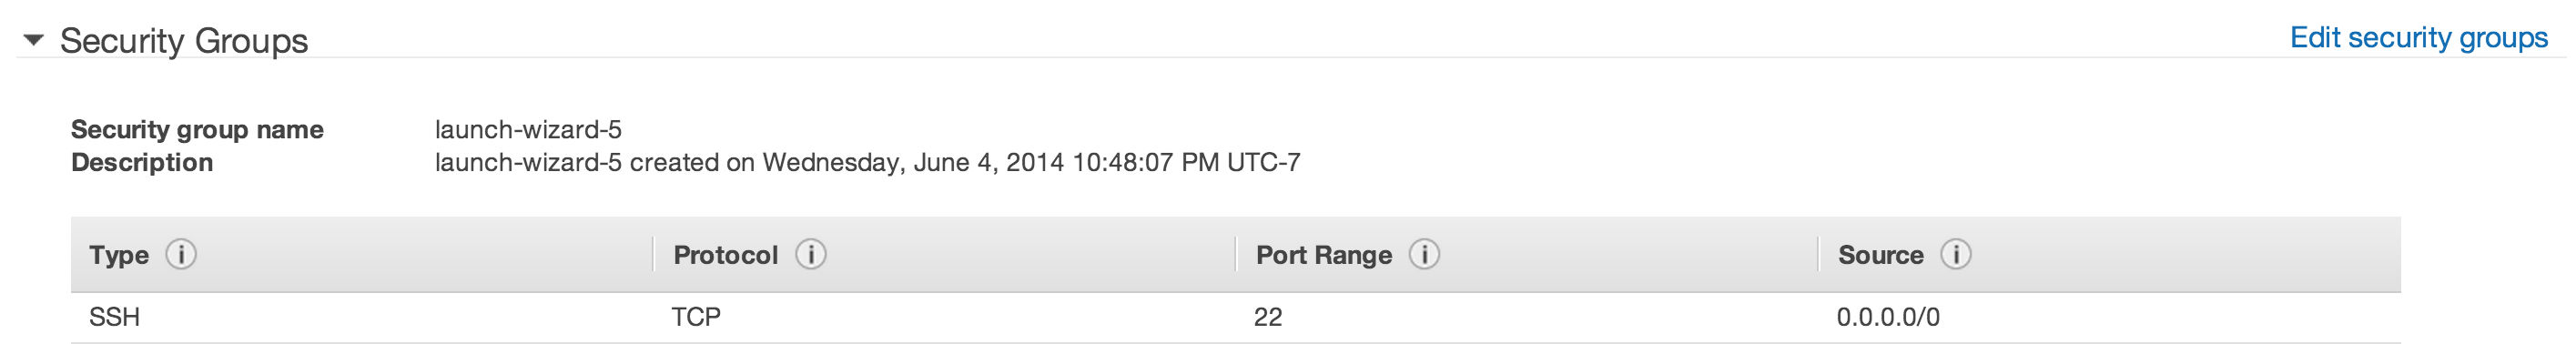 Security Groups
Edit security groups
Security group name launch-wizard-5
Description launch-wizard-5 created on Wednesday, June 4, 2014 10:48:07 PM UTC-7
Type i Protocol i Port Range i Source i
SSH TCP 22 0.0.0.0/0